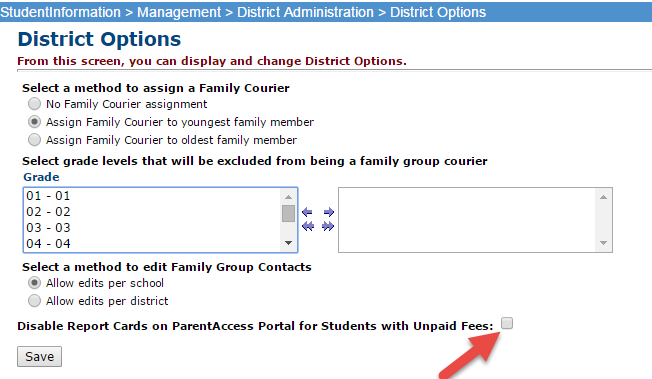 StudentInformation > Management > District Administration > District Options
District Options
From this screen, you can display and change District Options.
Select a method to assign a Family Courier
No Family Courier assignment
Assign Family Courier to youngest family member
Assign Family Courier to oldest family member
Select grade levels that will be excluded from being a family group courier
Grade
01 - 01
02 - 02
03 - 03
04 - 04
Select a method to edit Family Group Contacts
Allow edits per school
Allow edits per district
Disable Report Cards on ParentAccess Portal for Students with Unpaid Fees:
Save